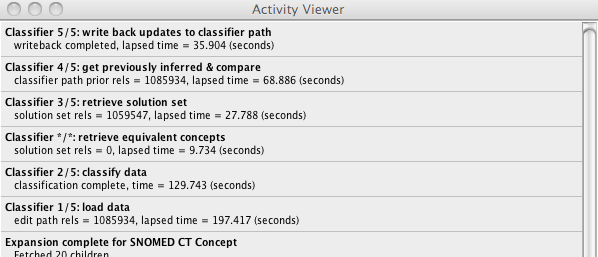 Activity Viewer
Classifier 5/5: write back updates to classifier path
writeback completed, lapsed time = 35.904 (seconds)
Classifier 4/5: get previously inferred & compare
classifier path prior rels = 1085934, lapsed time = 68.886 (seconds)
Classifier 3/5: retrieve solution set
solution set rels = 1059547, lapsed time = 27.788 (seconds)
Classifier */*: retrieve equivalent concepts
solution set rels = 0, lapsed time = 9.734 (seconds)
Classifier 2/5: classify data
classification complete, time = 129.743 (seconds)
Classifier 1/5: load data
edit path rels = 1085934, lapsed time = 197.417 (seconds)
Expansion complete for SNOMED CT Concept
Fetched 20 children